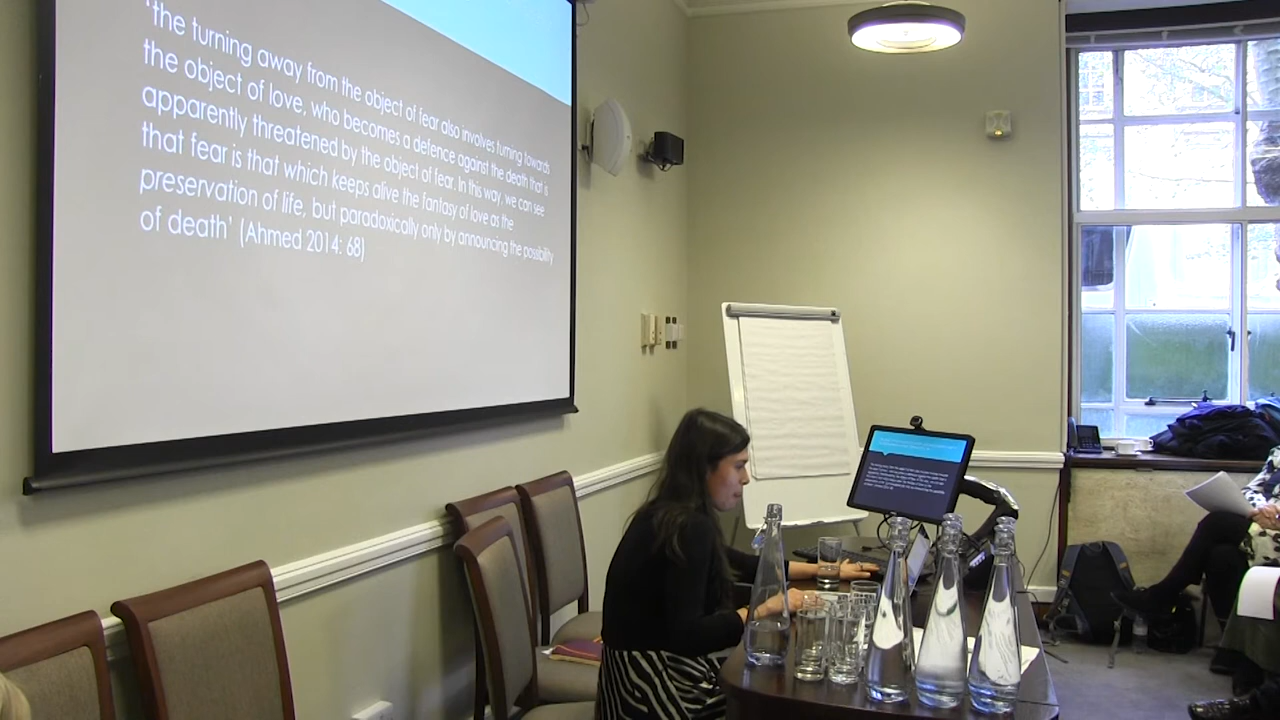 ‘the turning away from the object of fear also involves turning towards
the object of love, who becomes a defence against the death that is
apparently threatened by the object of fear. In this way, we can see
that fear is that which keeps alive the fantasy of love as the
preservation of life, but paradoxically only by announcing the possibility
of death’ (Ahmed 2014: 68)